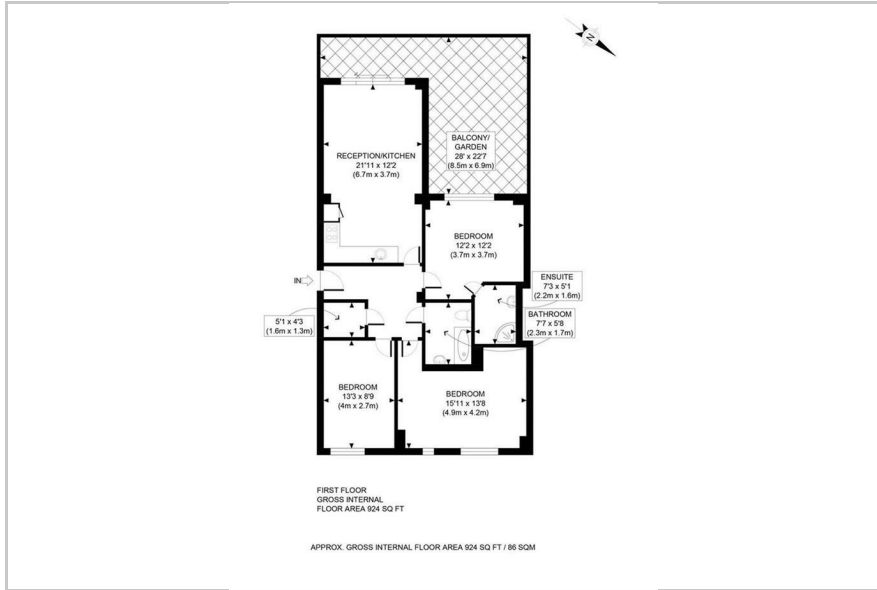 N
BALCONY/
GARDEN
28' x 22'7
(8.5m x 6.9m)
RECEPTION/KITCHEN
21'11 x 12'2
(6.7m x 3.7m)
BEDROOM
12'2 x 12'2
(3.7m x 3.7m)
IN
ENSUITE
7'3 x 5'1
(2.2m x 1.6m)
BATHROOM
7'7 x 5'8
(2.3m x 1.7m)
5'1 x 4'3
(1.6m x 1.3m)
BEDROOM
13'3 x 8'9
(4m x 2.7m)
BEDROOM
15'11 x 13'8
(4.9m x 4.2m)
FIRST FLOOR
GROSS INTERNAL
FLOOR AREA 924 SQ FT
APPROX. GROSS INTERNAL FLOOR AREA 924 SQ FT / 86 SQM